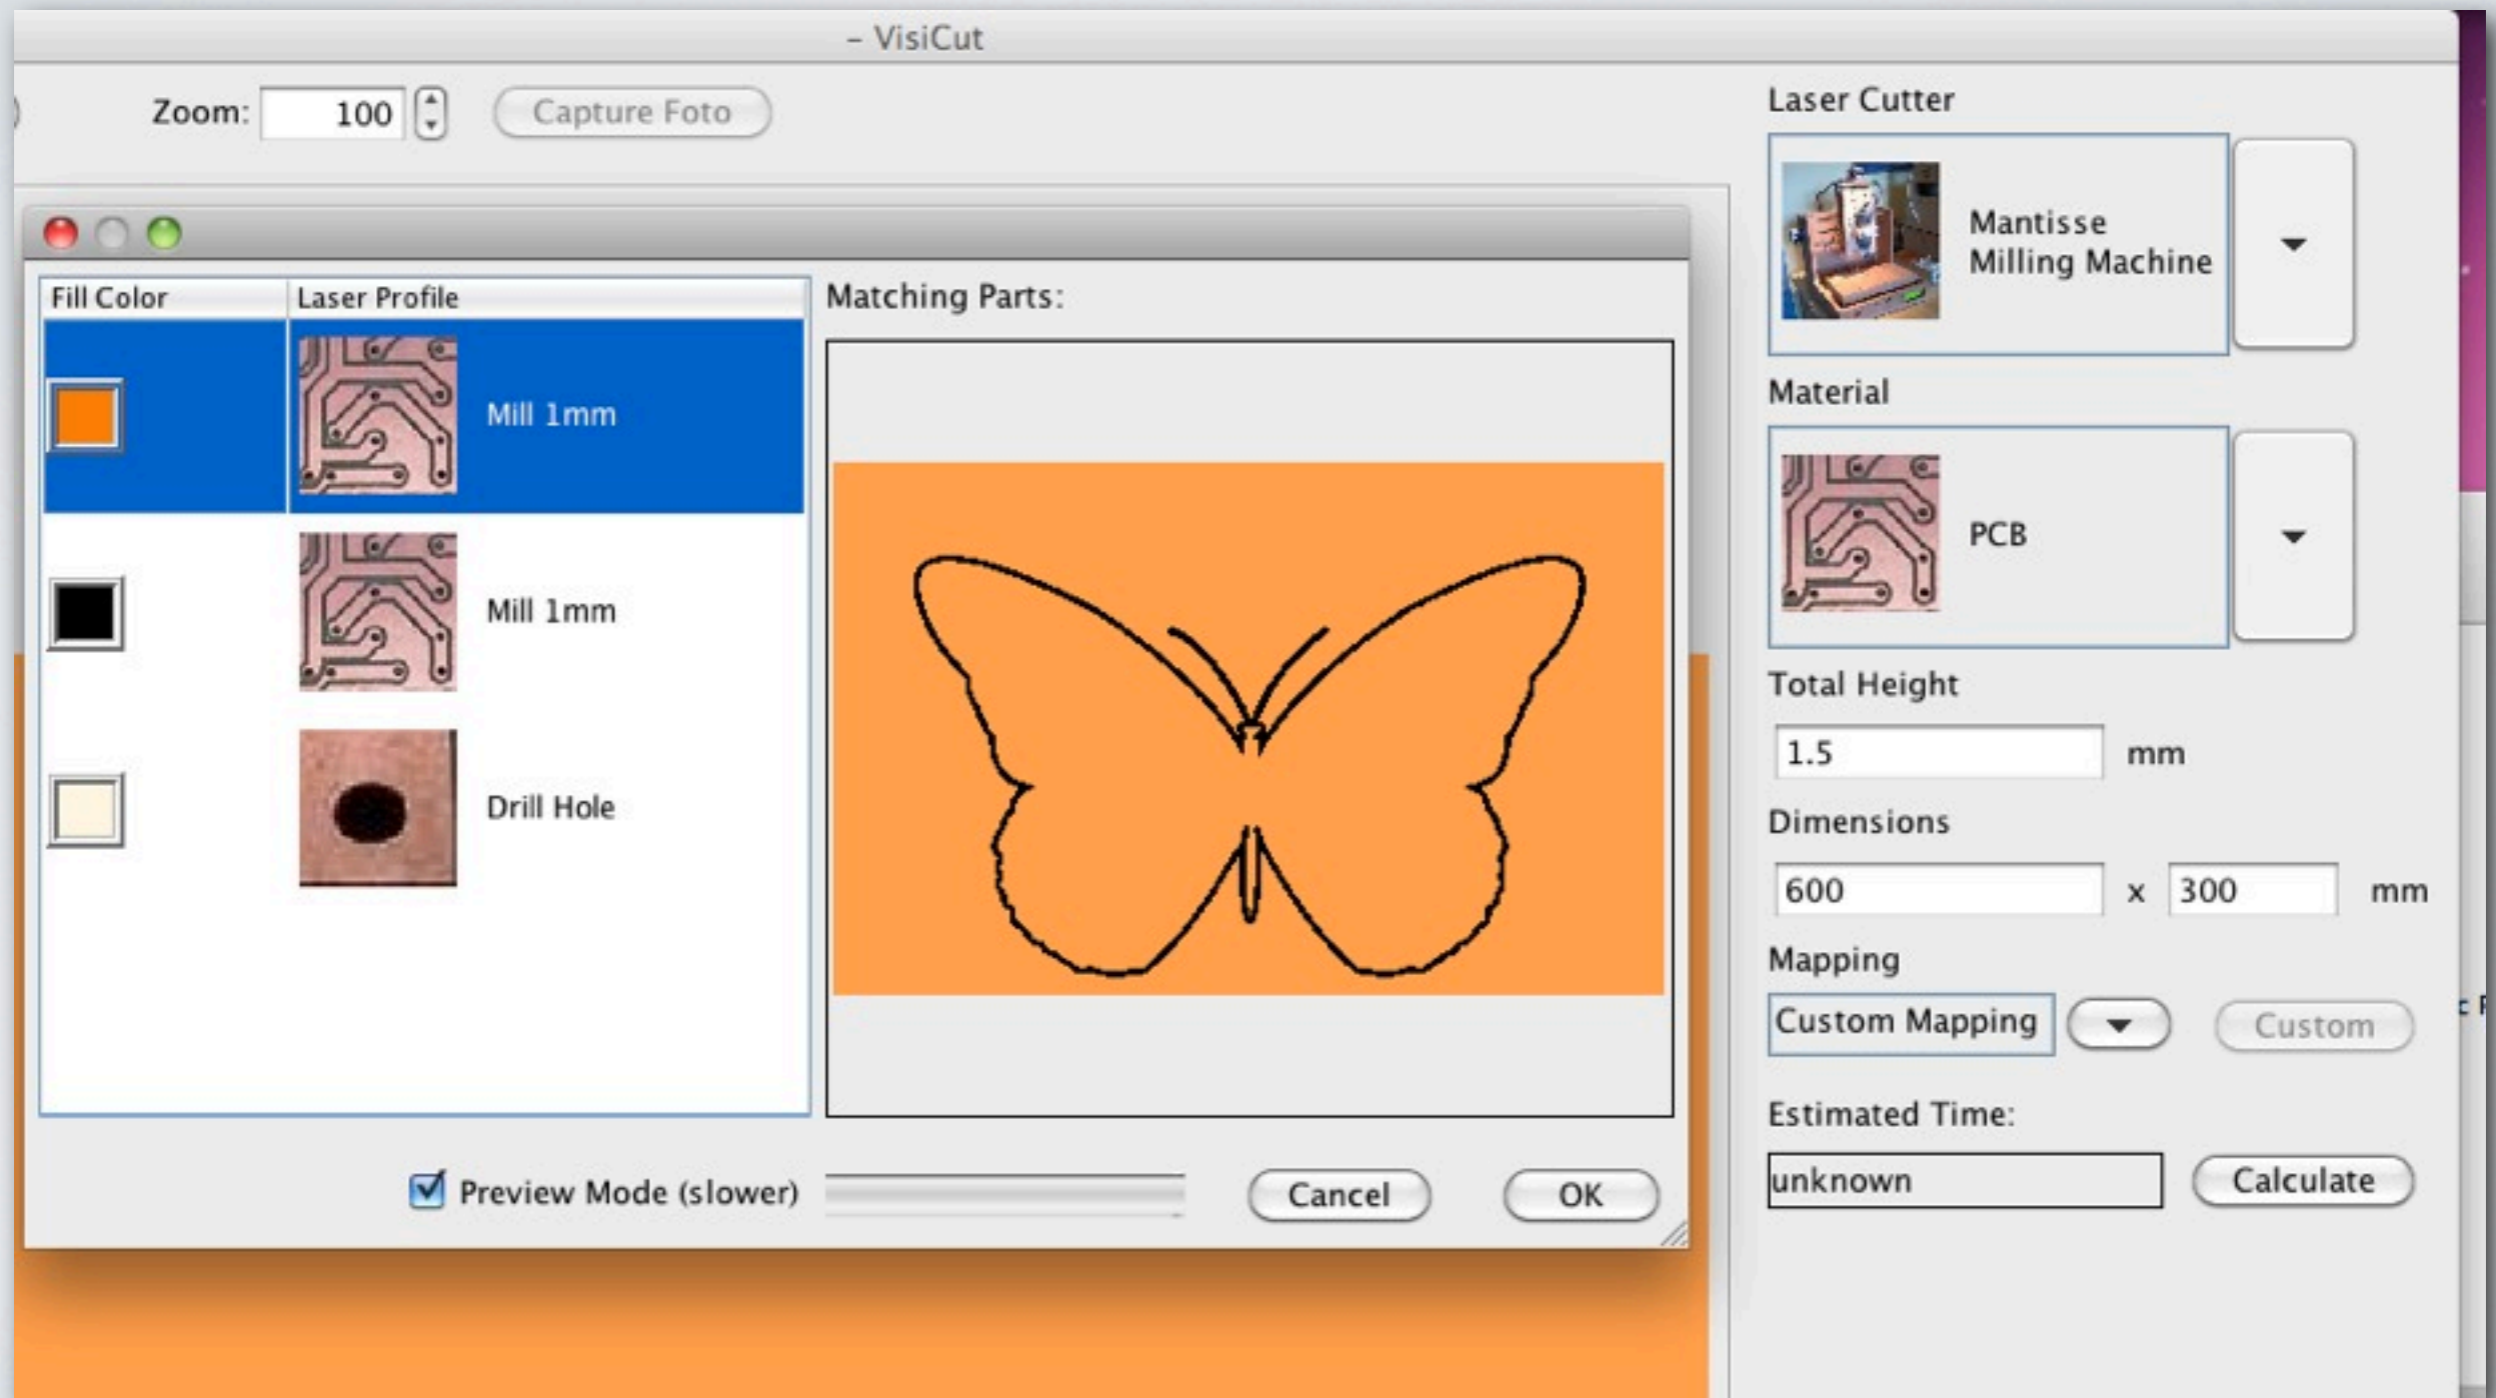 – VisiCut
Zoom: 100 Capture Foto
Fill Color Laser Profile
Mill 1mm
Mill 1mm
Drill Hole
Matching Parts:
Preview Mode (slower) Cancel OK
Laser Cutter
Mantisse
Milling Machine
Material
PCB
Total Height
1.5 mm
Dimensions
600 x 300 mm
Mapping
Custom Mapping Custom
Estimated Time:
unknown Calculate